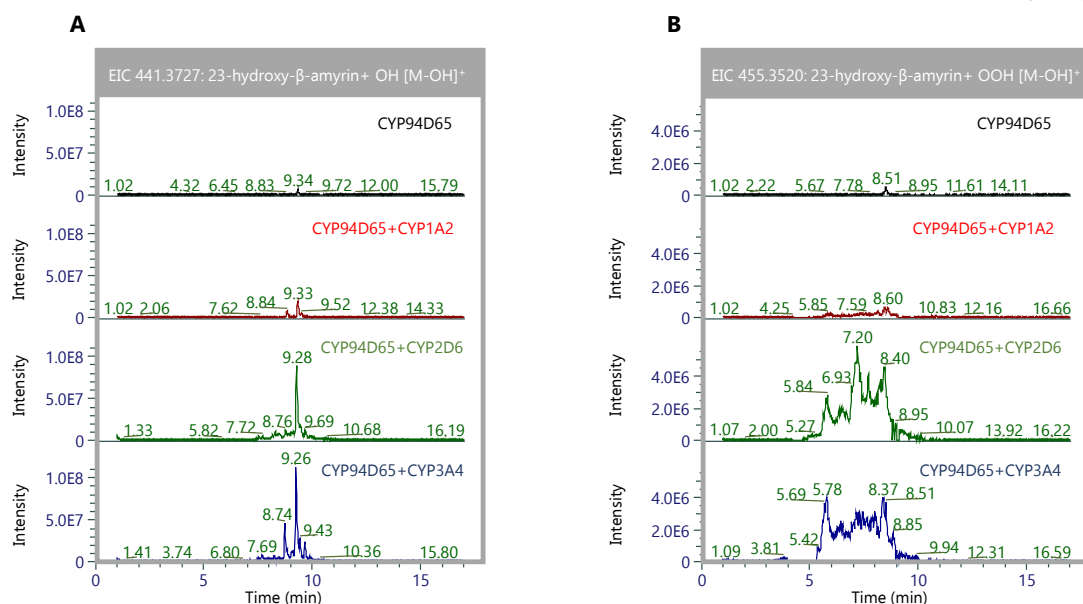 A
EIC 441.3727: 23-hydroxy-β-amyrin+ OH [M-OH]⁺
Intensity
1.0E8
5.0E7
0
CYP94D65
1.02 4.32 6.45 8.83 9.34 9.72 12.00 15.79
Intensity
1.0E8
5.0E7
0
CYP94D65+CYP1A2
1.02 2.06 7.62 8.84 9.33 9.52 12.38 14.33
Intensity
1.0E8
5.0E7
0
CYP94D65+CYP2D6
1.33 5.82 7.72 8.76 9.28 9.69 10.68 16.19
Intensity
1.0E8
5.0E7
0
CYP94D65+CYP3A4
1.41 3.74 6.80 7.69 8.74 9.26 9.43 10.36 15.80
0 5 10 15
Time (min)
B
EIC 455.3520: 23-hydroxy-β-amyrin+ OOH [M-OH]⁺
Intensity
4.0E6
2.0E6
0
CYP94D65
1.02 2.22 5.67 7.78 8.51 8.95 11.61 14.11
Intensity
4.0E6
2.0E6
0
CYP94D65+CYP1A2
1.02 4.25 5.85 7.59 8.60 10.83 12.16 16.66
Intensity
4.0E6
2.0E6
0
CYP94D65+CYP2D6
1.07 2.00 5.27 5.84 6.93 7.20 8.40 8.95 10.07 13.92 16.22
Intensity
4.0E6
2.0E6
0
CYP94D65+CYP3A4
1.09 3.81 5.42 5.69 5.78 8.37 8.51 8.85 9.94 12.31 16.59
0 5 10 15
Time (min)